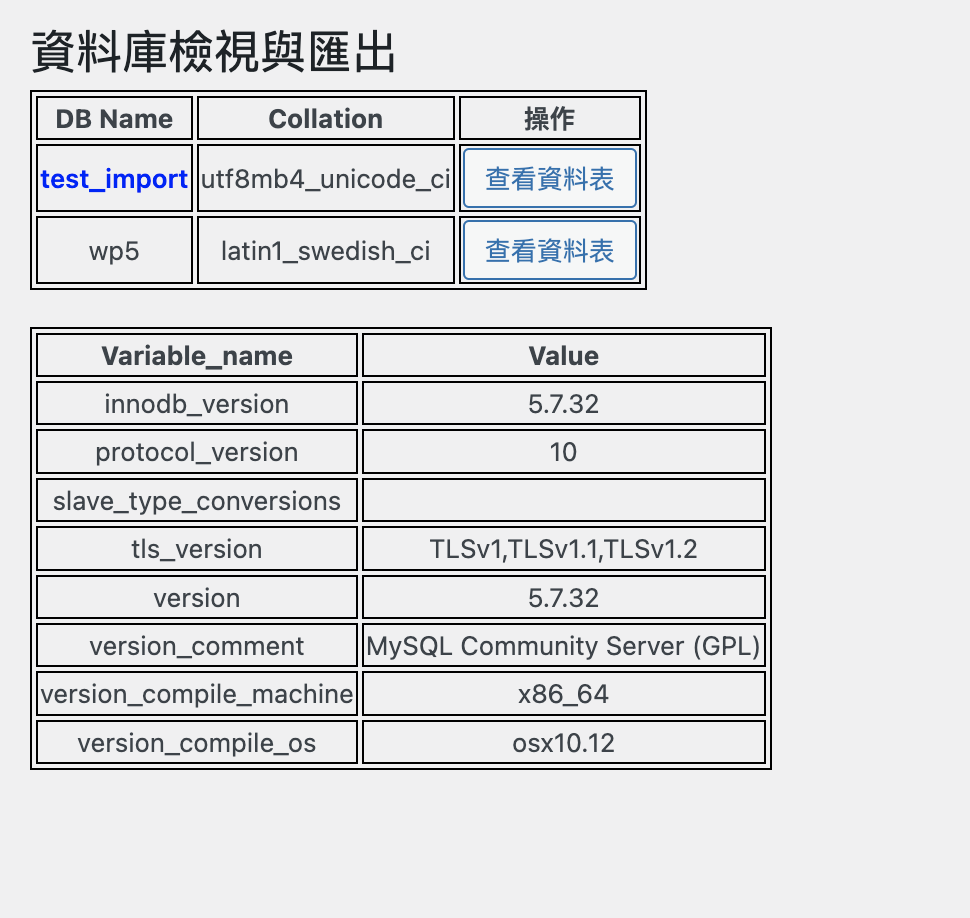 資料庫檢視與匯出
DB Name Collation 操作
test_import utf8mb4_unicode_ci 查看資料表
wp5 latin1_swedish_ci 查看資料表
Variable_name Value
innodb_version 5.7.32
protocol_version 10
slave_type_conversions
tls_version TLSv1,TLSv1.1,TLSv1.2
version 5.7.32
version_comment MySQL Community Server (GPL)
version_compile_machine x86_64
version_compile_os osx10.12